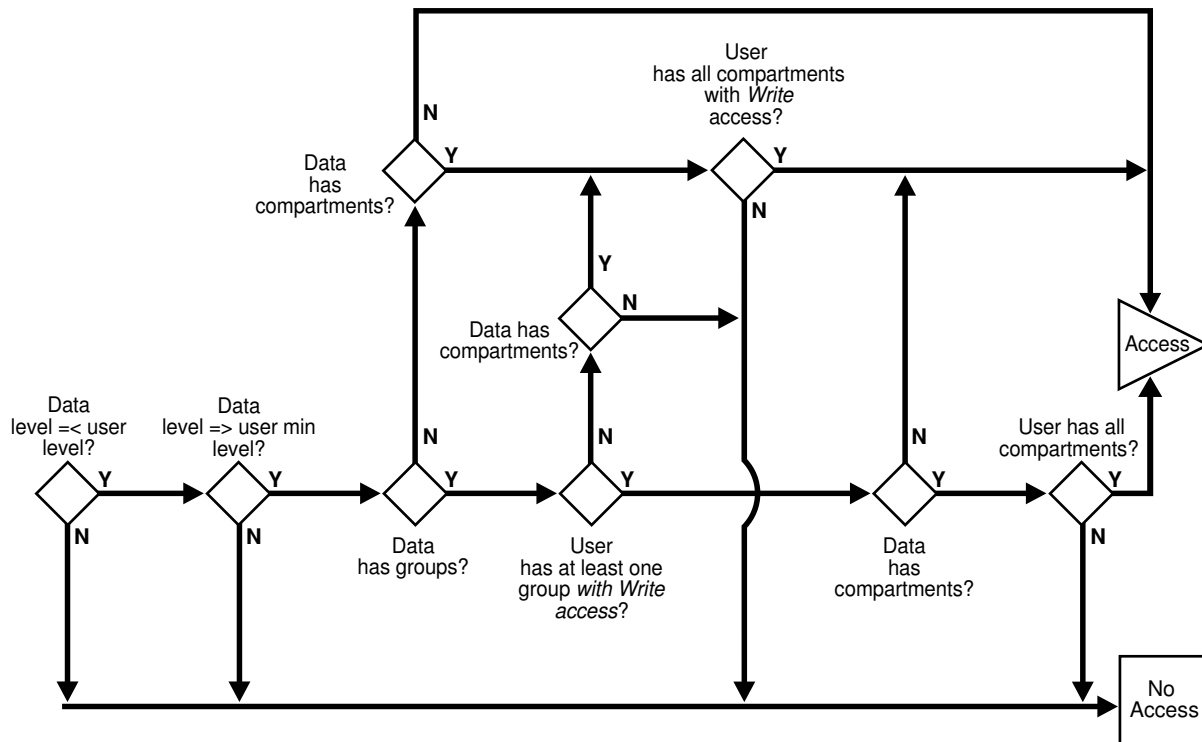 User
has all compartments
with Write
access?
N
Y
Y
Data
has
compartments?
N
Y
N
Data has
compartments?
Access
Data
level =< user
level?
Data
level => user min
level?
User has all
compartments?
N
N
N
Y
Y
Y
Y
Y
Y
N
N
N
Data
has groups?
User
has at least one
group with Write
access?
Data
has
compartments?
No
Access